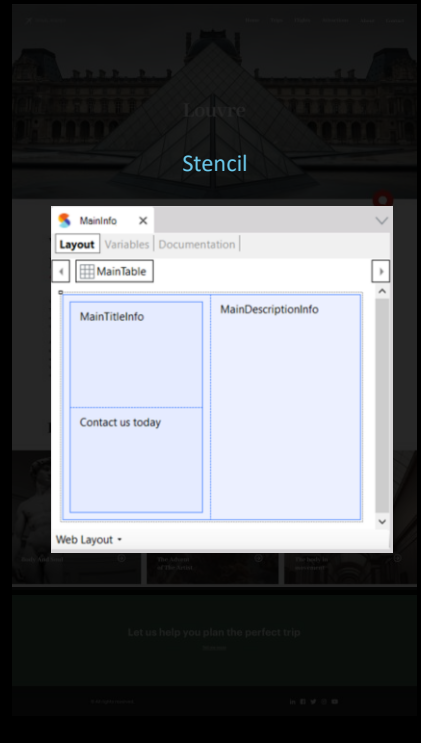 Louvre
Stencil
MainInfo
Layout Variables Documentation
MainTable
MainTitleInfo
MainDescriptionInfo
Contact us today
Web Layout
Let us help you plan the perfect trip